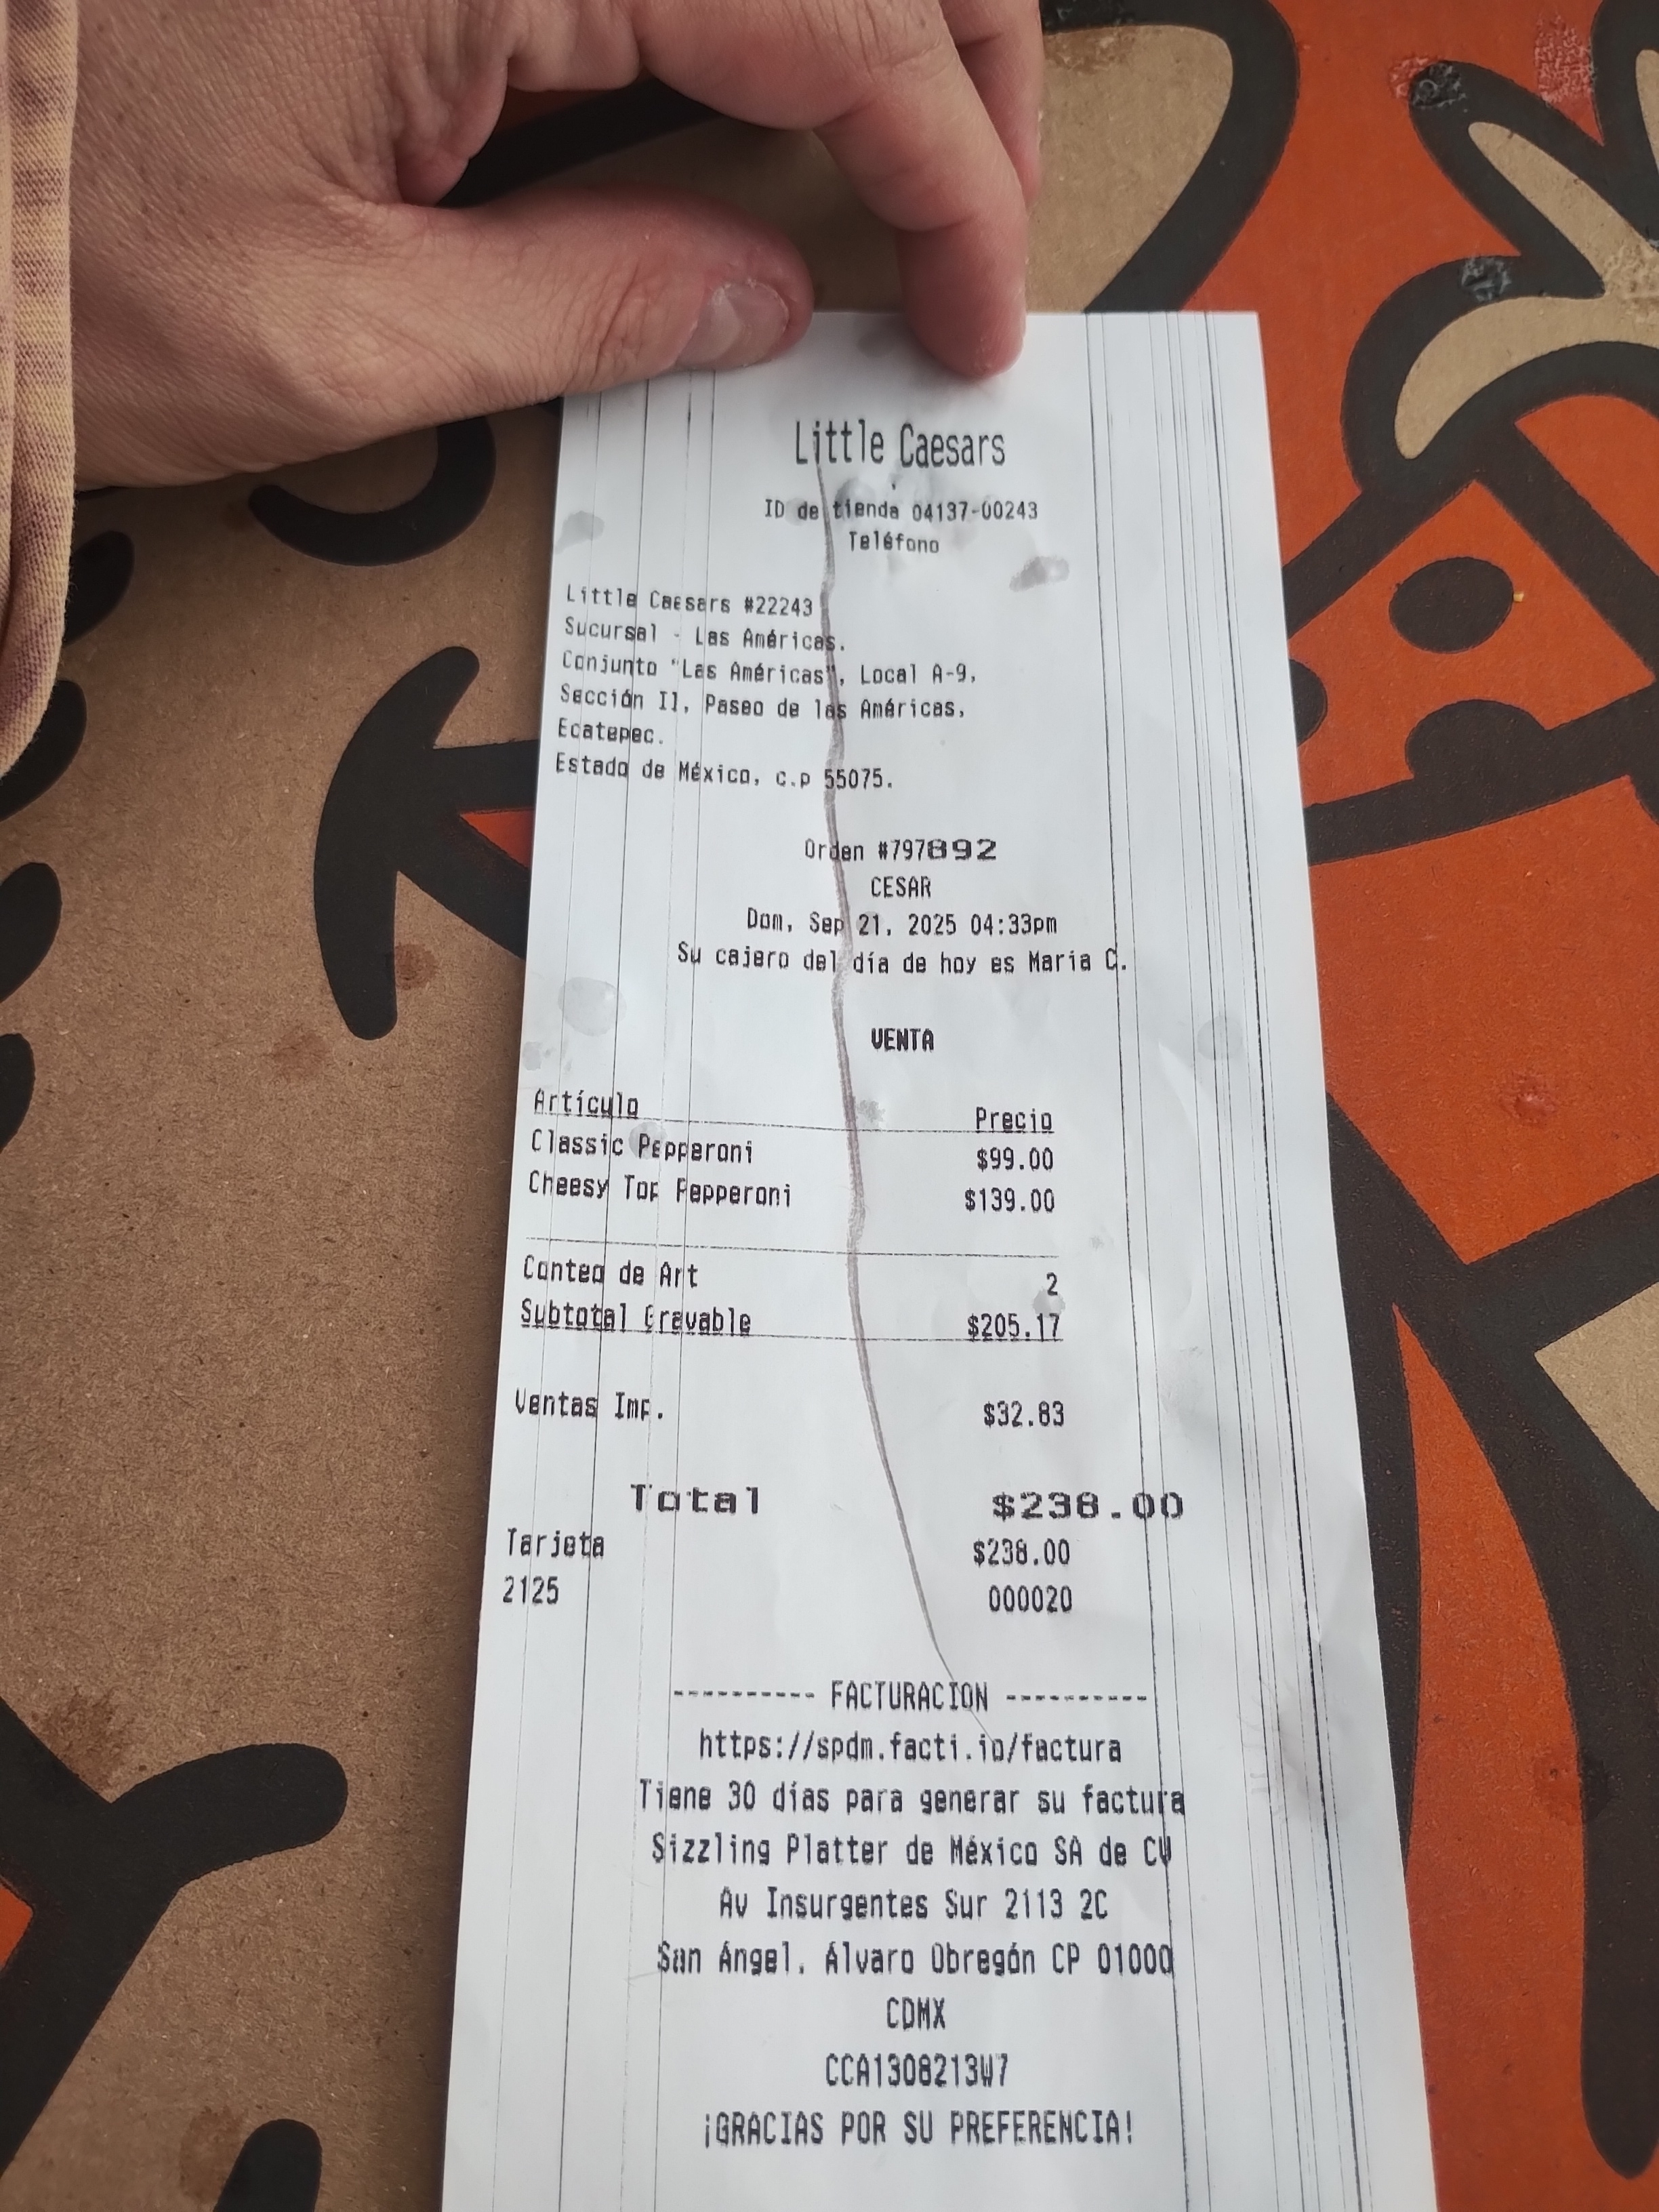 Little Caesars
ID de tienda 04137-00243
Teléfono
Little Caesars #22243
Sucursal - Las Américas.
Conjunto "Las Américas", Local A-9,
Sección II, Paseo de las Américas,
Ecatepec.
Estado de México, c.p 55075.
Orden #797892
CESAR
Dom, Sep 21, 2025 04:33pm
Su cajero del día de hoy es Maria C.
VENTA
Artículo Precio
Classic Pepperoni $99.00
Cheesy Top Pepperoni $139.00
Conteo de Art 2
Subtotal Gravable $205.17
Ventas Imp. $32.83
Total $238.00
Tarjeta $238.00
2125 000020
---------- FACTURACION ----------
https://spdm.facti.io/factura
Tiene 30 días para generar su factura
Sizzling Platter de México SA de CV
Av Insurgentes Sur 2113 2C
San Ángel, Álvaro Obregón CP 01000
CDMX
CCA1308213W7
¡GRACIAS POR SU PREFERENCIA!